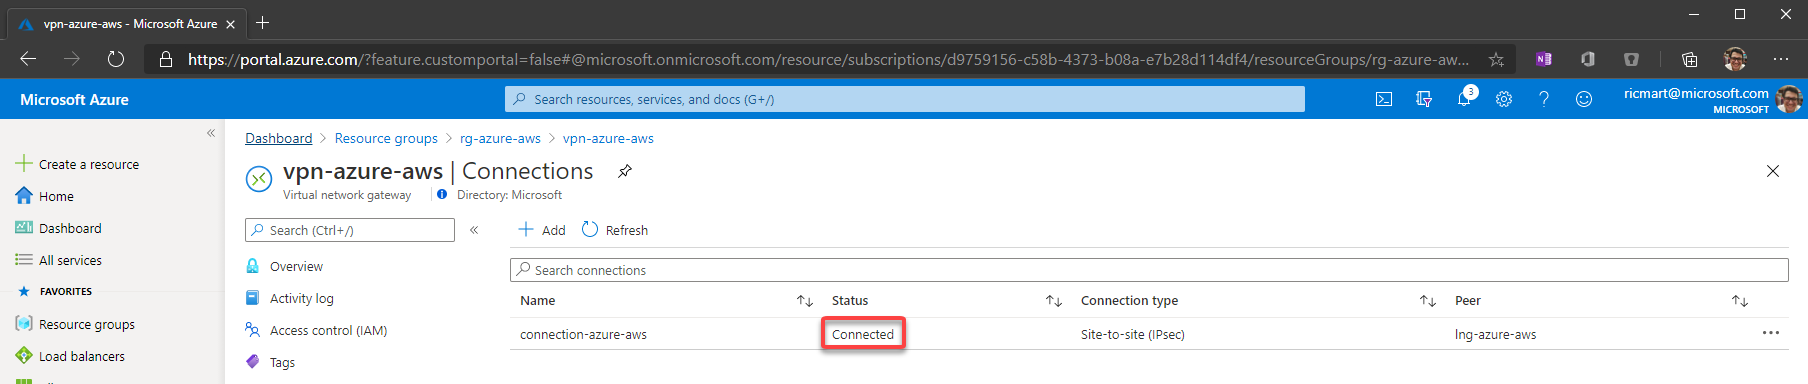 vpn-azure-aws - Microsoft Azure
https://portal.azure.com/?feature.customportal=false#@microsoft.onmicrosoft.com/resource/subscriptions/d9759156-c58b-4373-b08a-e7b28d114df4/resourceGroups/rg-azure-aw...
Microsoft Azure
Search resources, services, and docs (G+/)
3
ricmart@microsoft.com
MICROSOFT
Dashboard > Resource groups > rg-azure-aws > vpn-azure-aws
vpn-azure-aws | Connections
Virtual network gateway
Directory: Microsoft
«
Create a resource
Home
Dashboard
All services
FAVORITES
Resource groups
Load balancers
Search (Ctrl+/)
«
Overview
Activity log
Access control (IAM)
Tags
Add
Refresh
Search connections
Name Status Connection type Peer
connection-azure-aws Connected Site-to-site (IPsec) lng-azure-aws